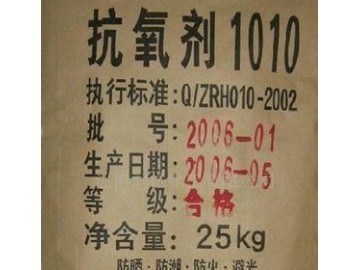 抗氧剂1010
执行标准:Q/ZRH010-2002
批 号:2006-01
生产日期:2006-05
等 级:合格
净含量: 25kg
防晒·防潮·防火·避光